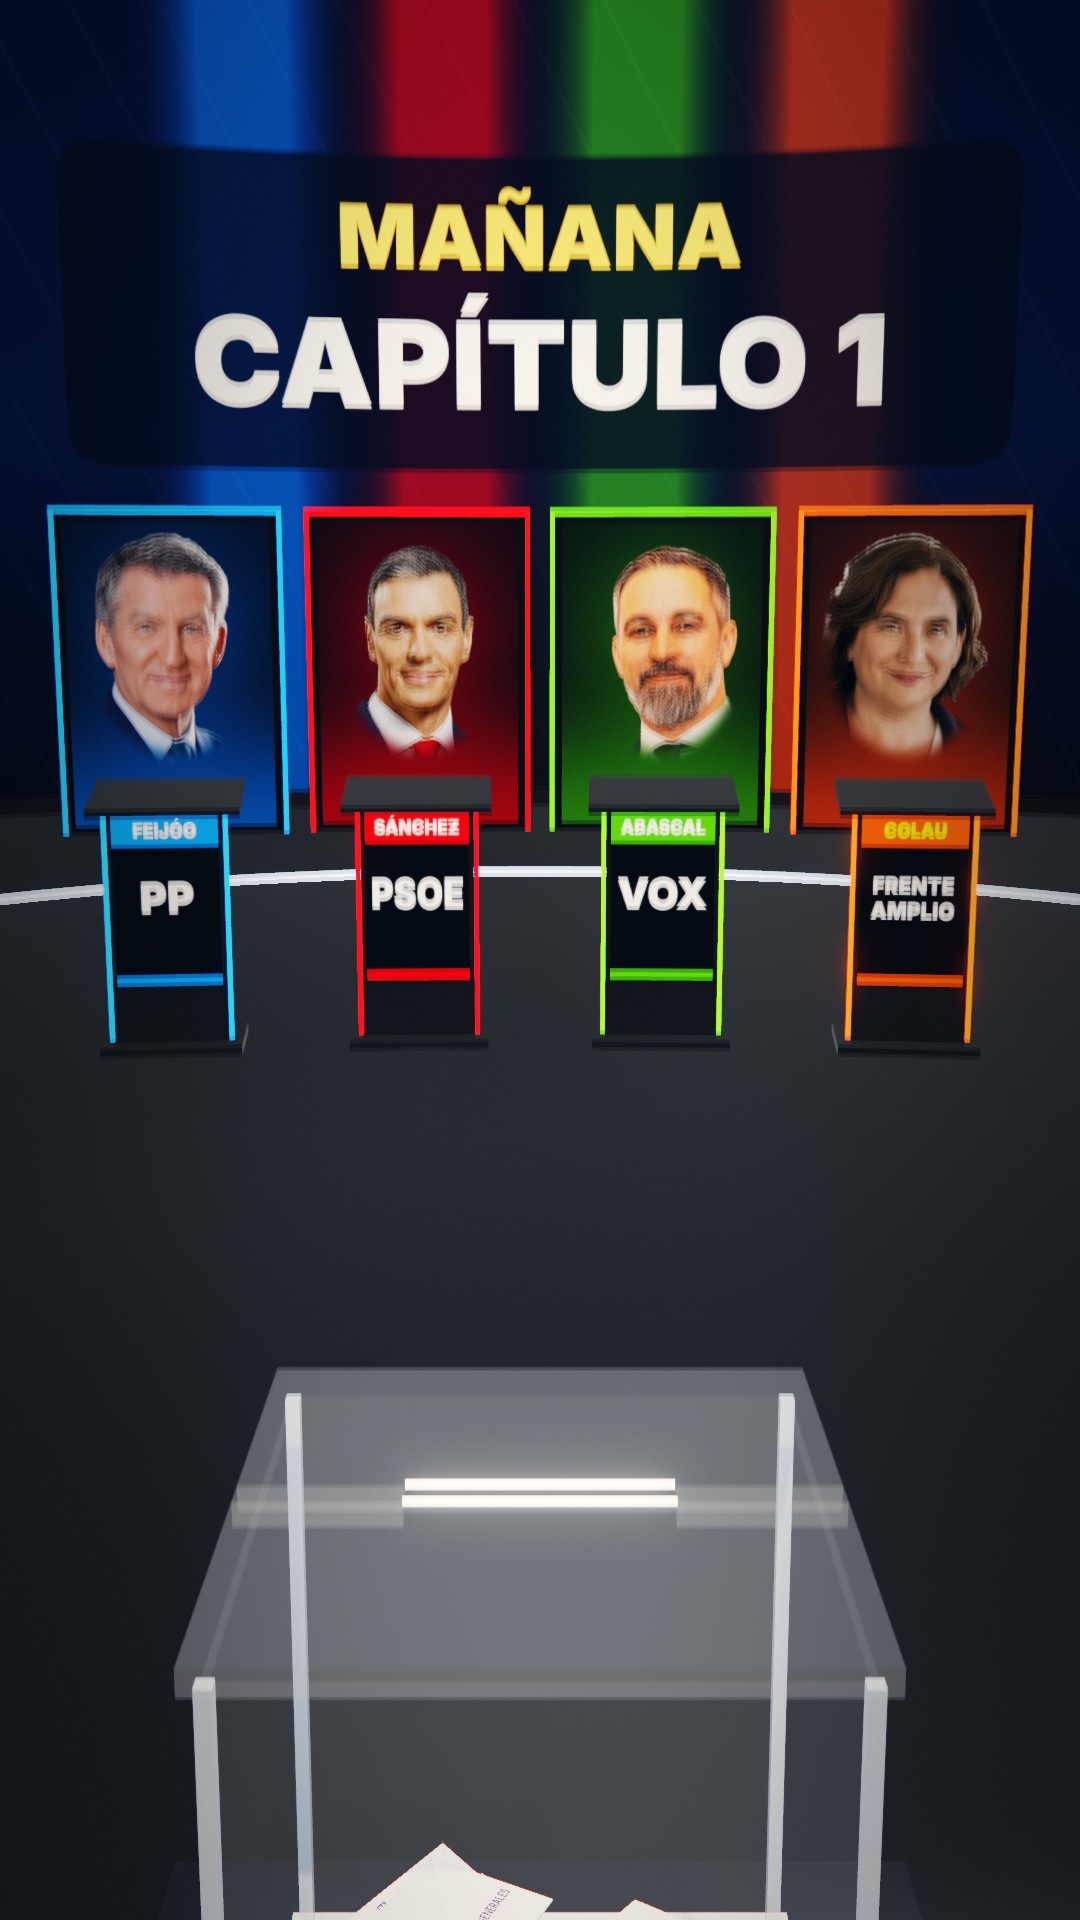 MAÑANA
CAPÍTULO 1
FEIJÓO
SÁNCHEZ
ABASCAL
COLAU
PP
PSOE
VOX
FRENTE
AMPLIO